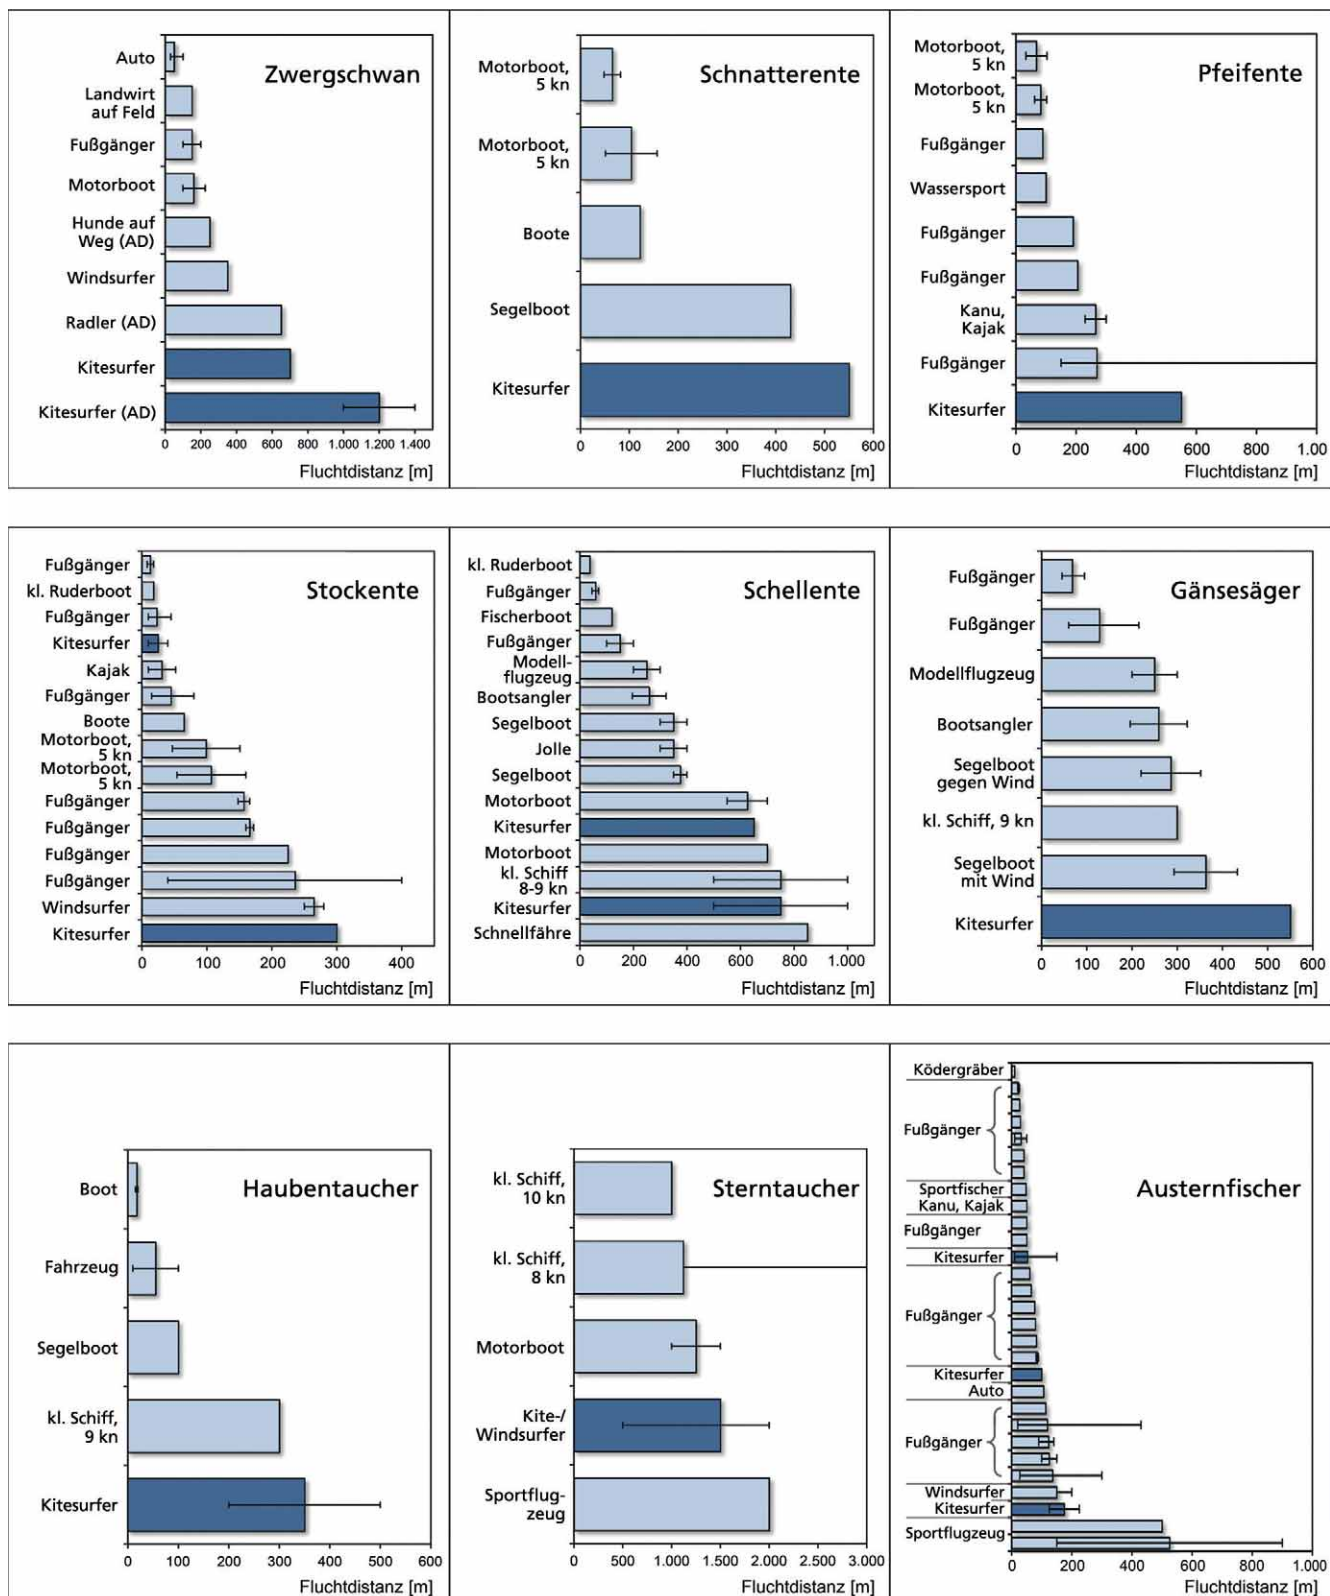 Zwergschwan
Auto
Landwirt
auf Feld
Fußgänger
Motorboot
Hunde auf
Weg (AD)
Windsurfer
Radler (AD)
Kitesurfer
Kitesurfer (AD)
0 200 400 600 800 1.000 1.200 1.400
Fluchtdistanz [m]
Schnatterente
Motorboot,
5 kn
Motorboot,
5 kn
Boote
Segelboot
Kitesurfer
0 100 200 300 400 500 600
Fluchtdistanz [m]
Pfeifente
Motorboot,
5 kn
Motorboot,
5 kn
Fußgänger
Wassersport
Fußgänger
Fußgänger
Kanu,
Kajak
Fußgänger
Kitesurfer
0 200 400 600 800 1.00
Fluchtdistanz [m]
Stockente
Fußgänger
kl. Ruderboot
Fußgänger
Kitesurfer
Kajak
Fußgänger
Boote
Motorboot,
5 kn
Motorboot,
5 kn
Fußgänger
Fußgänger
Fußgänger
Fußgänger
Windsurfer
Kitesurfer
0 100 200 300 400
Fluchtdistanz [m]
Schellente
kl. Ruderboot
Fußgänger
Fischerboot
Fußgänger
Modell-
flugzeug
Bootsangler
Segelboot
Jolle
Segelboot
Motorboot
Kitesurfer
Motorboot
kl. Schiff
8-9 kn
Kitesurfer
Schnellfähre
0 200 400 600 800 1.000
Fluchtdistanz [m]
Gänsesäger
Fußgänger
Fußgänger
Modellflugzeug
Bootsangler
Segelboot
gegen Wind
kl. Schiff, 9 kn
Segelboot
mit Wind
Kitesurfer
0 100 200 300 400 500 600
Fluchtdistanz [m]
Haubentaucher
Boot
Fahrzeug
Segelboot
kl. Schiff,
9 kn
Kitesurfer
0 100 200 300 400 500 600
Fluchtdistanz [m]
Sterntaucher
kl. Schiff,
10 kn
kl. Schiff,
8 kn
Motorboot
Kite-/
Windsurfer
Sportflug-
zeug
0 500 1.000 1.500 2.000 2.500 3.000
Fluchtdistanz [m]
Austernfischer
Ködergräber
Fußgänger
Sportfischer
Kanu, Kajak
Fußgänger
Kitesurfer
Fußgänger
Kitesurfer
Auto
Fußgänger
Windsurfer
Kitesurfer
Sportflugzeug
0 200 400 600 800 1.000
Fluchtdistanz [m]